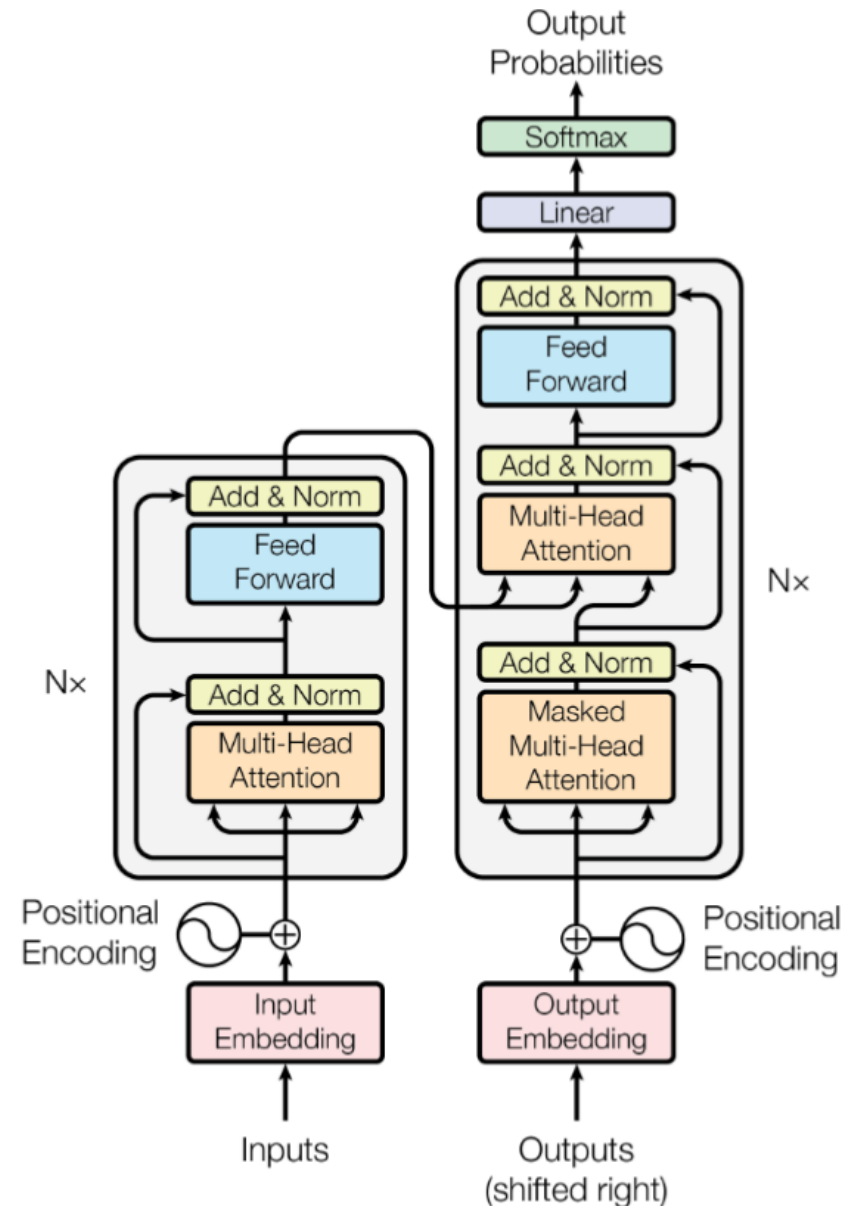 Output
Probabilities
Softmax
Linear
Add & Norm
Feed
Forward
Add & Norm
Multi-Head
Attention
Nx
Add & Norm
Masked
Multi-Head
Attention
Add & Norm
Feed
Forward
Nx
Add & Norm
Multi-Head
Attention
Positional
Encoding
Positional
Encoding
Input
Embedding
Output
Embedding
Inputs
Outputs
(shifted right)